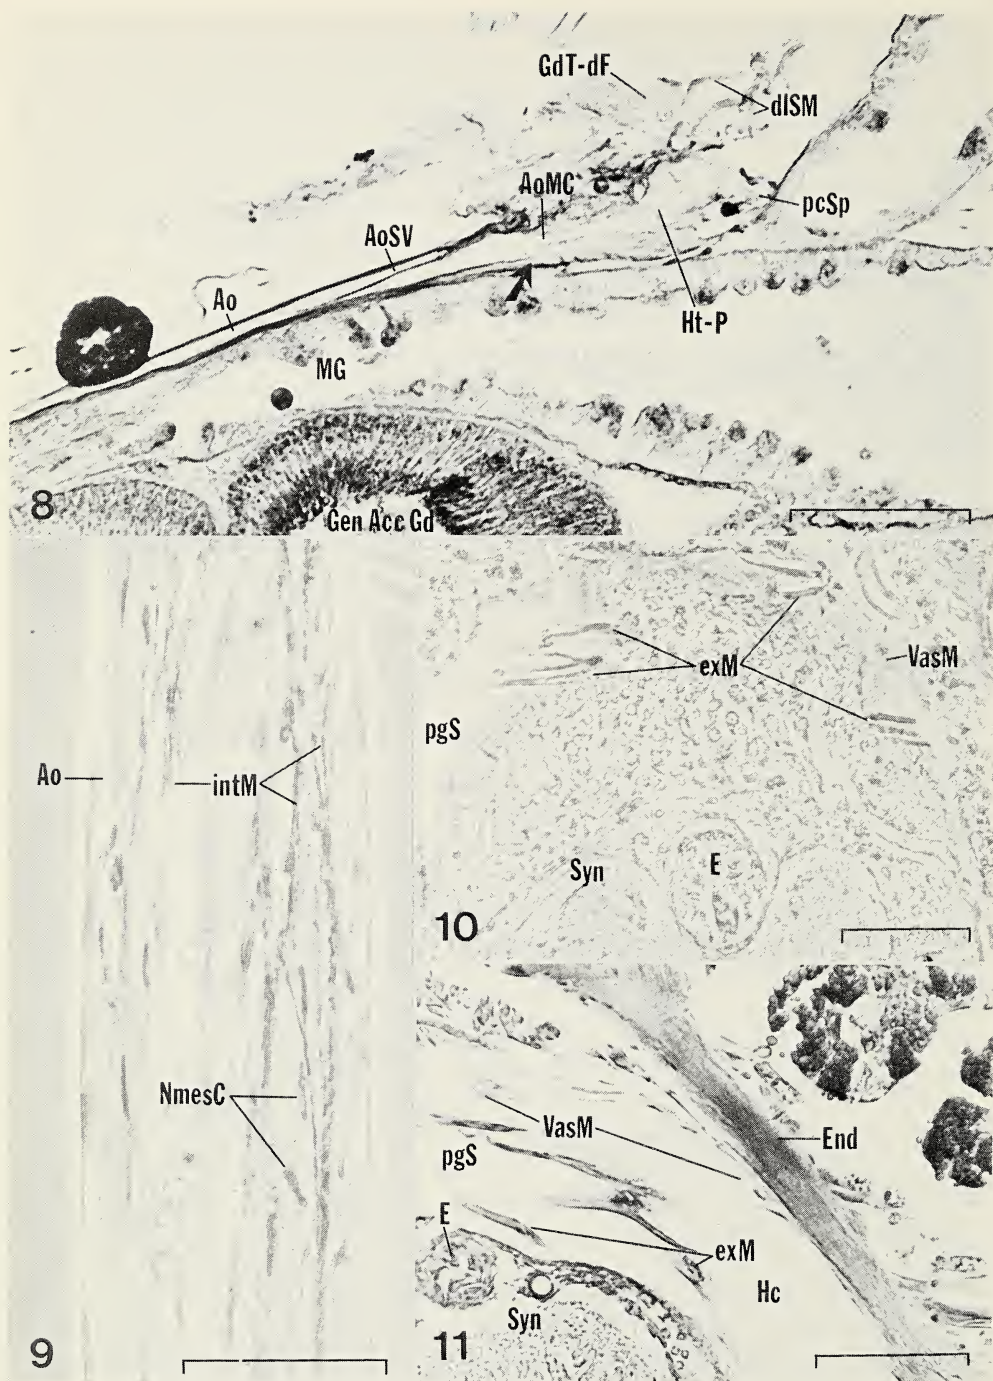 GdT-dF
dlSM
AoMC
pcSp
AoSV
Ao
Ht-P
MG
8
Gen Acc Gd
exM
VasM
pgS
Ao
intM
Syn
E
10
NmesC
VasM
End
pgS
E
exM
Hc
Syn
9
11